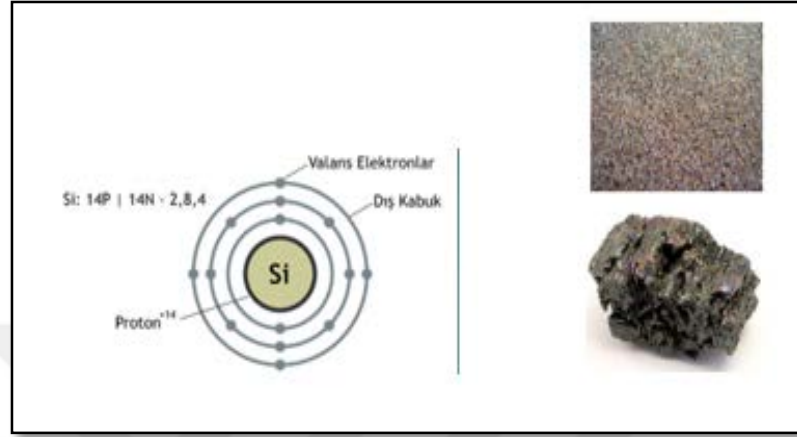 Valans Elektronlar
Si: 14P | 14N - 2,8,4
Dış Kabuk
Si
Proton+14